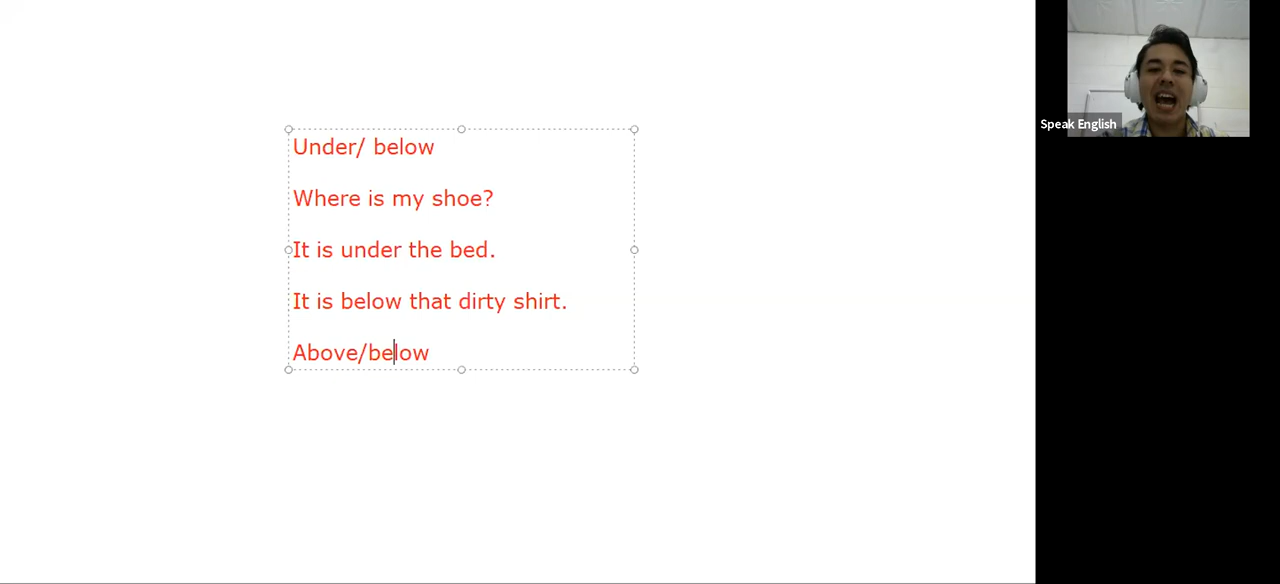 Under/ below
Where is my shoe?
It is under the bed.
It is below that dirty shirt.
Above/below
Speak English